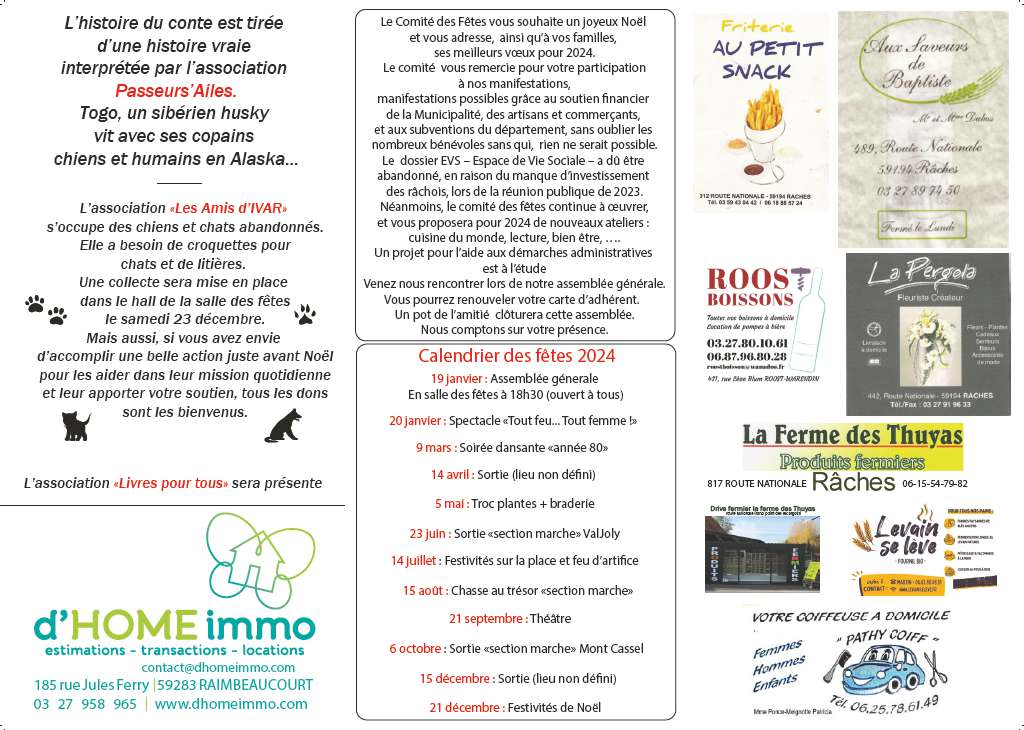 L'histoire du conte est tirée
d'une histoire vraie
interprétée par l'association
Passeurs'Ailes.
Togo, un sibérien husky
vit avec ses copains
chiens et humains en Alaska...
L'association «Les Amis d'IVAR»
s'occupe des chiens et chats abandonnés.
Elle a besoin de croquettes pour
chats et de litières.
Une collecte sera mise en place
dans le hall de la salle des fêtes
le samedi 23 décembre.
Mais aussi, si vous avez envie
d'accomplir une belle action juste avant Noël
pour les aider dans leur mission quotidienne
et leur apporter votre soutien, tous les dons
sont les bienvenus.
L'association «Livres pour tous» sera présente
d'HOME immo
estimations - transactions - locations
contact@dhomeimmo.com
185 rue Jules Ferry | 59283 RAIMBEAUCOURT
03 27 958 965 | www.dhomeimmo.com
Le Comité des Fêtes vous souhaite un joyeux Noël
et vous adresse, ainsi qu'à vos familles,
ses meilleurs vœux pour 2024.
Le comité vous remercie pour votre participation
à nos manifestations,
manifestations possibles grâce au soutien financier
de la Municipalité, des artisans et commerçants,
et aux subventions du département, sans oublier les
nombreux bénévoles sans qui, rien ne serait possible.
Le dossier EVS – Espace de Vie Sociale – a dû être
abandonné, en raison du manque d'investissement
des râchois, lors de la réunion publique de 2023.
Néanmoins, le comité des fêtes continue à œuvrer,
et vous proposera pour 2024 de nouveaux ateliers :
cuisine du monde, lecture, bien être, ....
Un projet pour l'aide aux démarches administratives
est à l'étude
Venez nous rencontrer lors de notre assemblée générale.
Vous pourrez renouveler votre carte d'adhérent.
Un pot de l'amitié clôturera cette assemblée.
Nous comptons sur votre présence.
Calendrier des fêtes 2024
19 janvier : Assemblée génerale
En salle des fêtes à 18h30 (ouvert à tous)
20 janvier : Spectacle «Tout feu... Tout femme !»
9 mars : Soirée dansante «année 80»
14 avril : Sortie (lieu non défini)
5 mai : Troc plantes + braderie
23 juin : Sortie «section marche» ValJoly
14 juillet : Festivités sur la place et feu d'artifice
15 août : Chasse au trésor «section marche»
21 septembre : Théâtre
6 octobre : Sortie «section marche» Mont Cassel
15 décembre : Sortie (lieu non défini)
21 décembre : Festivités de Noël
Friterie
AU PETIT
SNACK
312 ROUTE NATIONALE - 59194 RACHES
Tél. 03 59 43 04 42 / 06 18 88 57 24
Aux Saveurs
de
Baptiste
Mr et Mme Dubus
489, Route Nationale
59194 Râches
03 27 89 74 50
Fermé le Lundi
ROOS
BOISSONS
Toutes vos boissons à domicile
Location de pompes à bière
03.27.80.10.61
06.87.96.80.28
roostboisson@wanadoo.fr
471, rue Léon Blum ROOST-WARENDIN
La Pergola
Fleuriste Créateur
Livraison
à domicile
Fleurs - Plantes
Cadeaux
Senteurs
Bijoux
Accessoires
de mode
442, Route Nationale - 59194 RACHES
Tél./Fax : 03 27 91 96 33
La Ferme des Thuyas
Produits fermiers
817 ROUTE NATIONALE Râches 06-15-54-79-82
Drive fermier la ferme des Thuyas
PRODUITS
FERMIERS
Levain
se lève
- FOURNIL BIO -
POUR TOUS NOS PAINS
CONTACT :
VOTRE COIFFEUSE A DOMICILE
Femmes
Hommes
Enfants
" PATHY COIFF "
Tél. 06.25.78.61.49
Mme Ponce-Meignotte Patricia